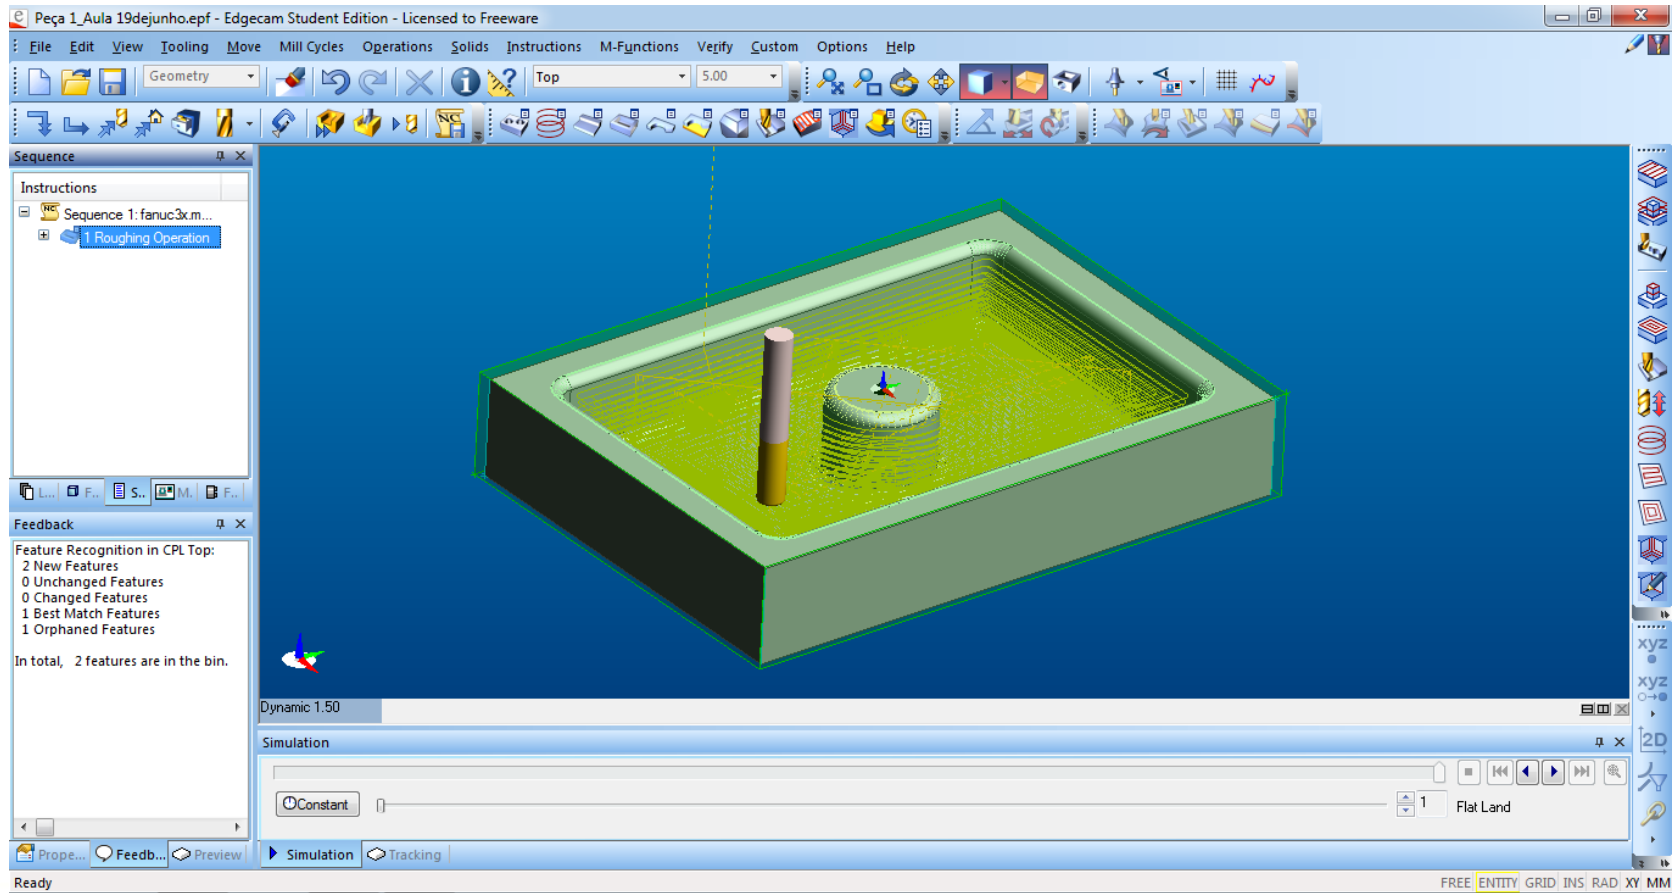 Peça 1_Aula 19dejunho.epf - Edgecam Student Edition - Licensed to Freeware
File Edit View Tooling Move Mill Cycles Operations Solids Instructions M-Functions Verify Custom Options Help
Geometry Top 5.00
Sequence
Instructions
Sequence 1: fanuc3x.m...
1 Roughing Operation
L... F... S... M. F...
Feedback
Feature Recognition in CPL Top:
2 New Features
0 Unchanged Features
0 Changed Features
1 Best Match Features
1 Orphaned Features
In total, 2 features are in the bin.
Prope... Feedb... Preview
Dynamic 1.50
Simulation
Constant
1
Flat Land
Simulation Tracking
xyz
xyz
2D
Ready
FREE ENTITY GRID INS RAD XY MM